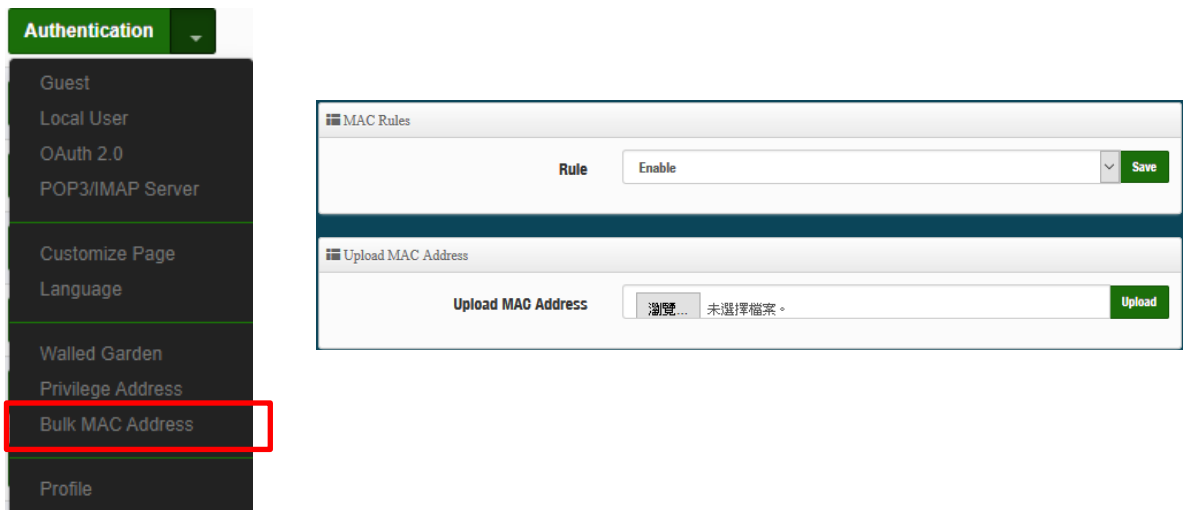 Authentication
Guest
Local User
OAuth 2.0
POP3/IMAP Server
Customize Page
Language
Walled Garden
Privilege Address
Bulk MAC Address
Profile
MAC Rules
Rule Enable Save
Upload MAC Address
Upload MAC Address 瀏覽... 未選擇檔案。 Upload